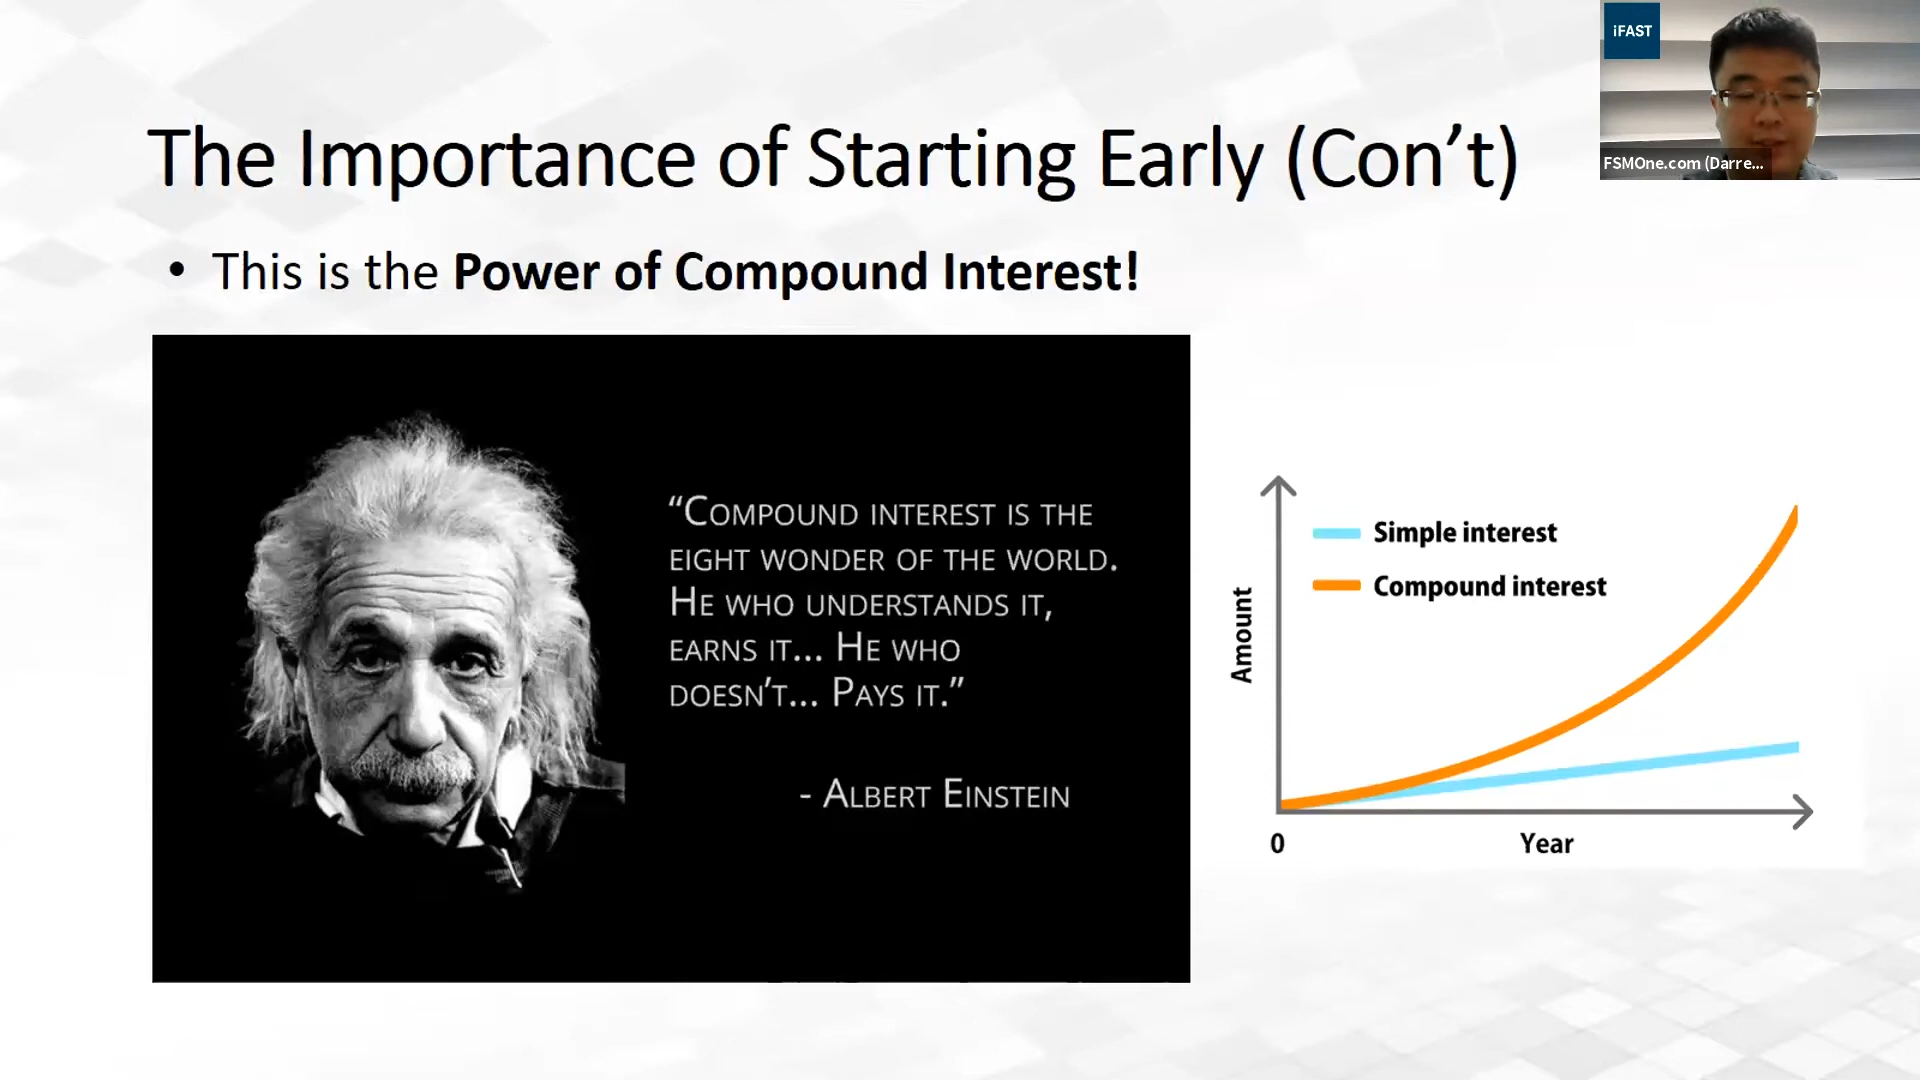 iFAST
FSMOne.com (Darre...
The Importance of Starting Early (Con’t)
• This is the Power of Compound Interest!
“Compound interest is the
eight wonder of the world.
He who understands it,
earns it... He who
doesn’t... Pays it.”
- Albert Einstein
Simple interest
Compound interest
Amount
0
Year